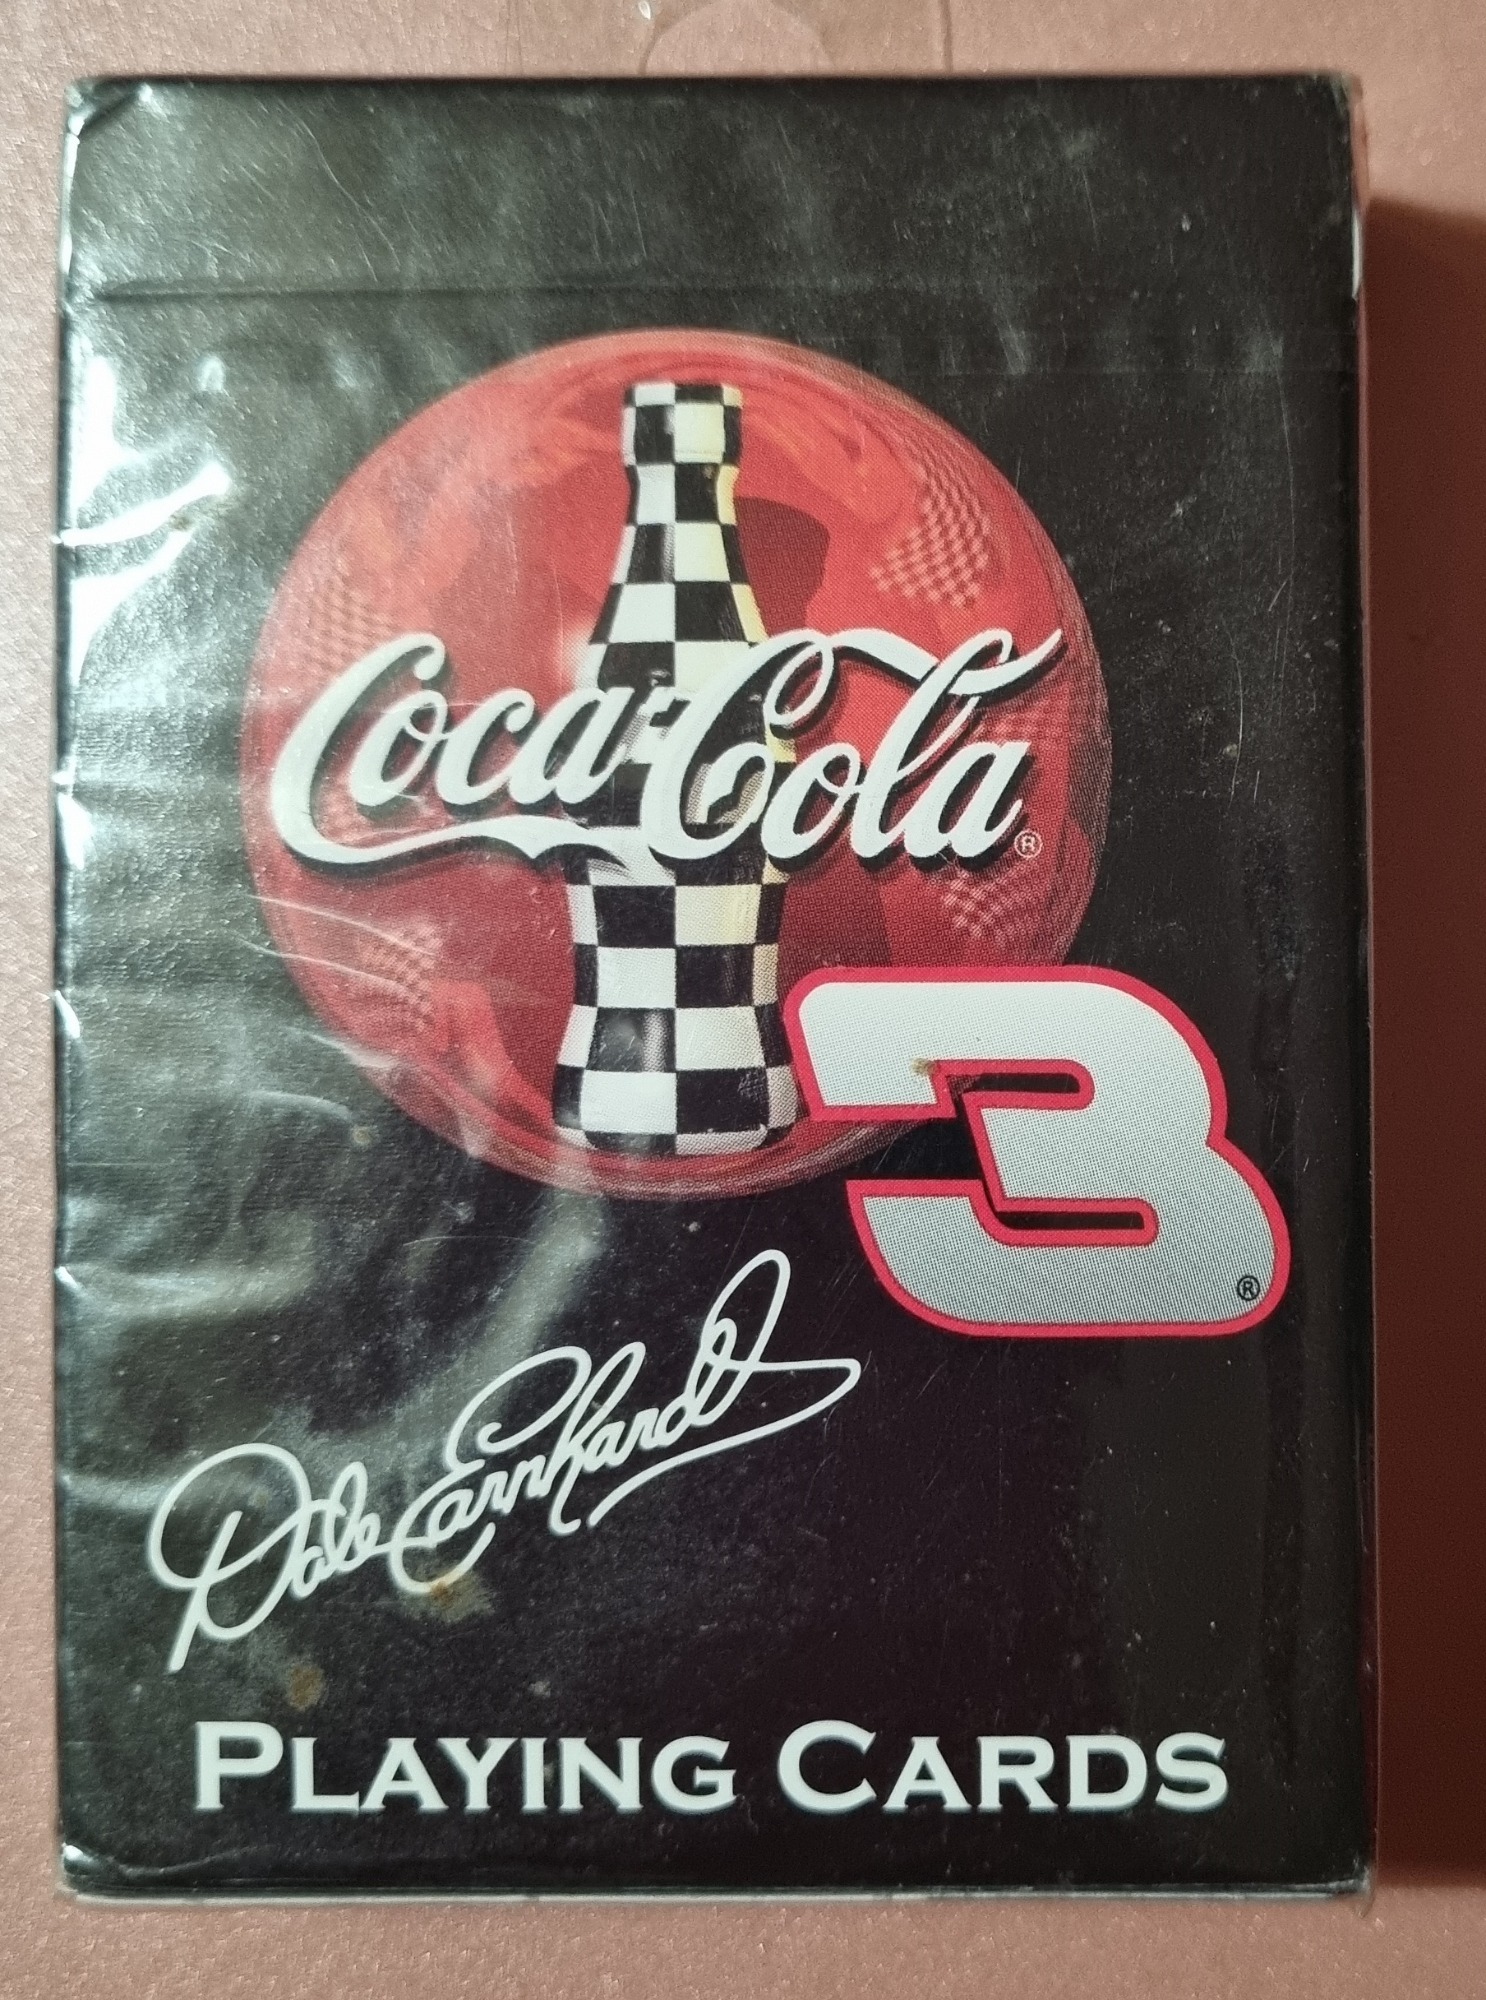 Coca-Cola®
3®
Dale Earnhardt
PLAYING CARDS